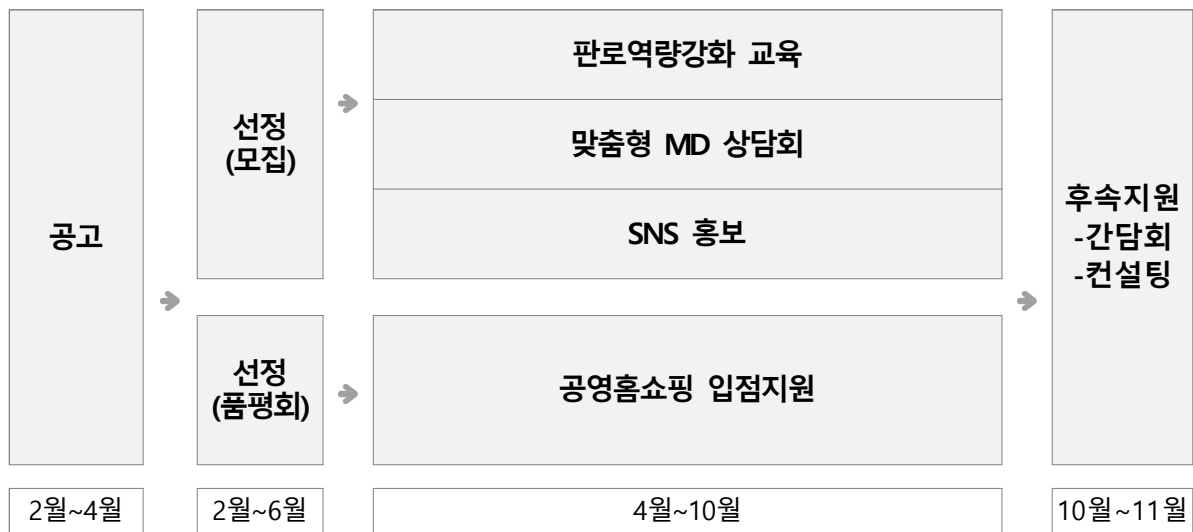 공고
선정
(모집)
판로역량강화 교육
맞춤형 MD 상담회
SNS 홍보
선정
(품평회)
공영홈쇼핑 입점지원
후속지원
-간담회
-컨설팅
2월~4월
2월~6월
4월~10월
10월~11월